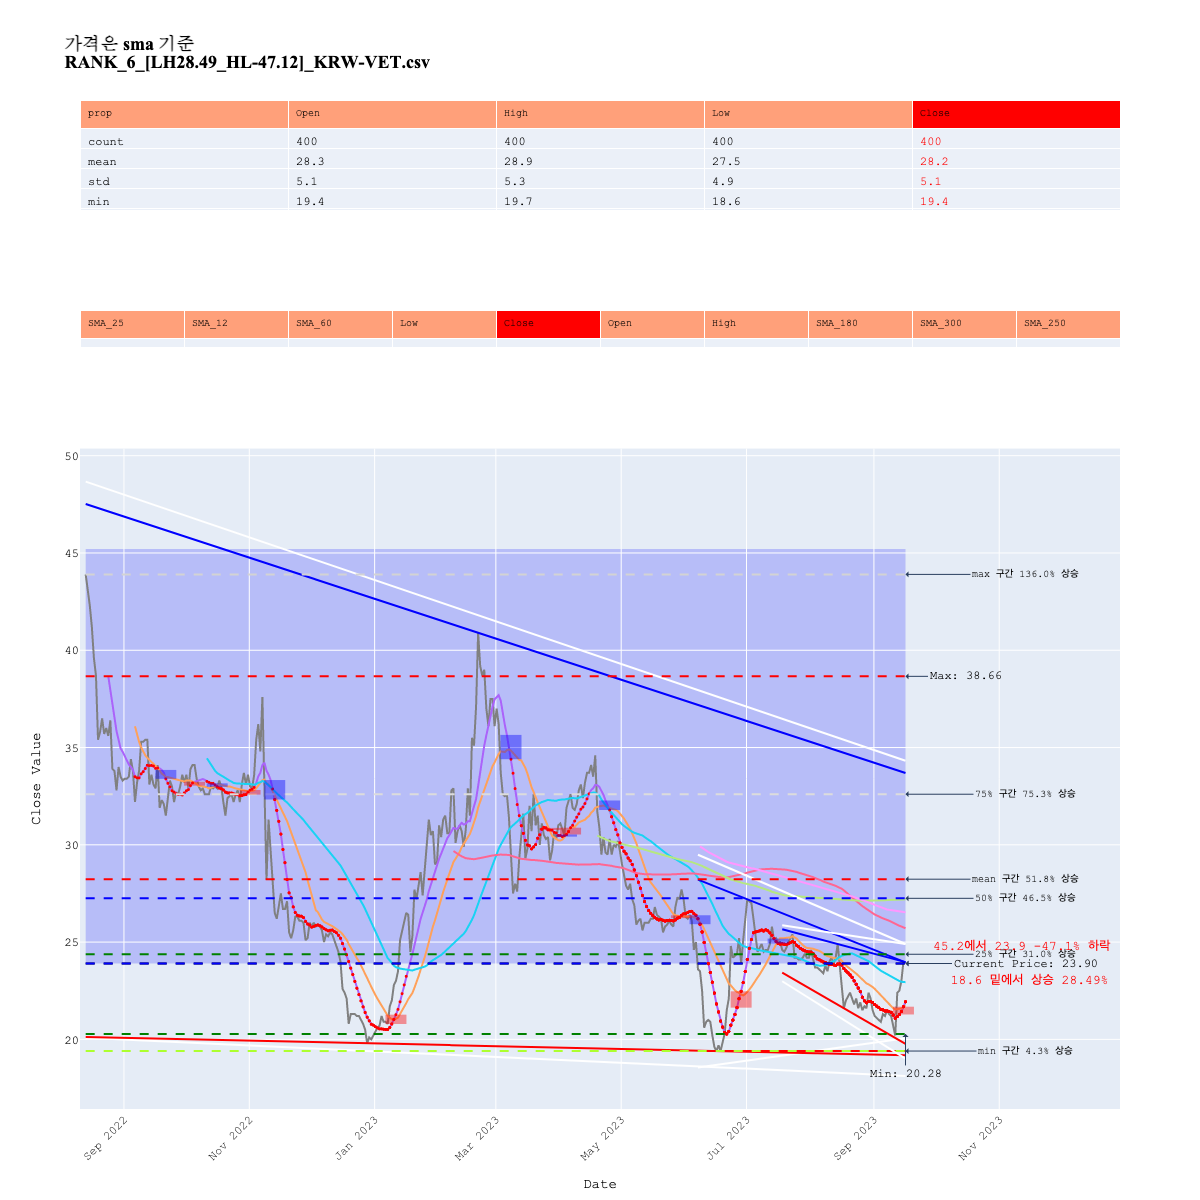 가격은 sma 기준
RANK_6_[LH28.49_HL-47.12]_KRW-VET.csv
prop Open High Low Close
count 400 400 400 400
mean 28.3 28.9 27.5 28.2
std 5.1 5.3 4.9 5.1
min 19.4 19.7 18.6 19.4
SMA_25 SMA_12 SMA_60 Low Close Open High SMA_180 SMA_300 SMA_250
50
45
max 구간 136.0% 상승
40
Max: 38.66
35
75% 구간 75.3% 상승
Close Value
30
mean 구간 51.8% 상승
50% 구간 46.5% 상승
25
45.2에서 23.9 -47.1% 하락
25% 구간 31.0% 상승
Current Price: 23.90
18.6 밑에서 상승 28.49%
20
min 구간 4.3% 상승
Min: 20.28
Sep 2022
Nov 2022
Jan 2023
Mar 2023
May 2023
Jul 2023
Sep 2023
Nov 2023
Date